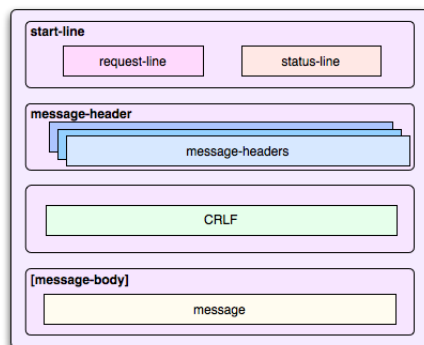 start-line
request-line
status-line
message-header
message-headers
CRLF
[message-body]
message